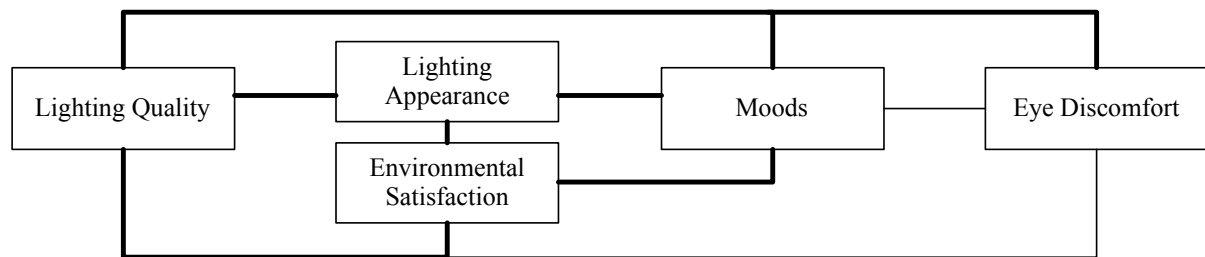 Lighting Quality
Lighting
Appearance
Environmental
Satisfaction
Moods
Eye Discomfort